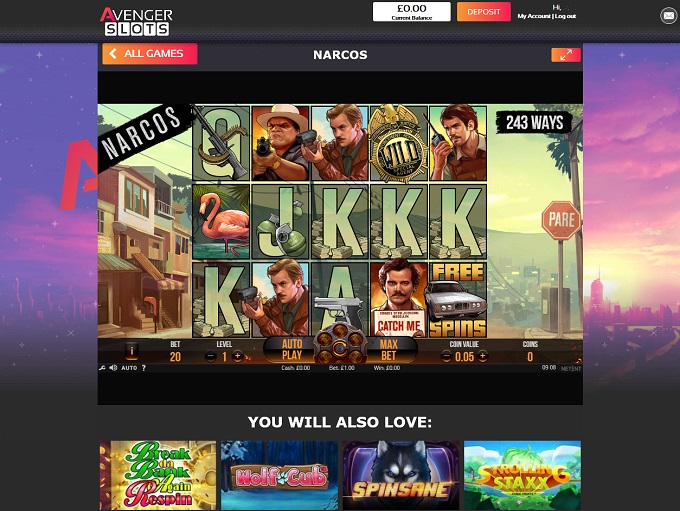 AVENGER
SLOTS
£0.00
Current Balance
DEPOSIT
Hi,
My Account | Log out
ALL GAMES
NARCOS
NARCOS
243 WAYS
Q
WILD
SPECIAL
AGENT
J K K K
PARE
K A
CATCH ME
FREE
SPINS
i
BET
20
LEVEL
1
AUTO
PLAY
MAX
BET
COIN VALUE
0.05
COINS
0
AUTO ?
Cash: £0.00 Bet: £1.00 Win: £0.00
09:08
NETENT
YOU WILL ALSO LOVE:
Break
da
Bank
Again
Respin
Wolf Cub
SPINSANE
STROLLING
STAXX